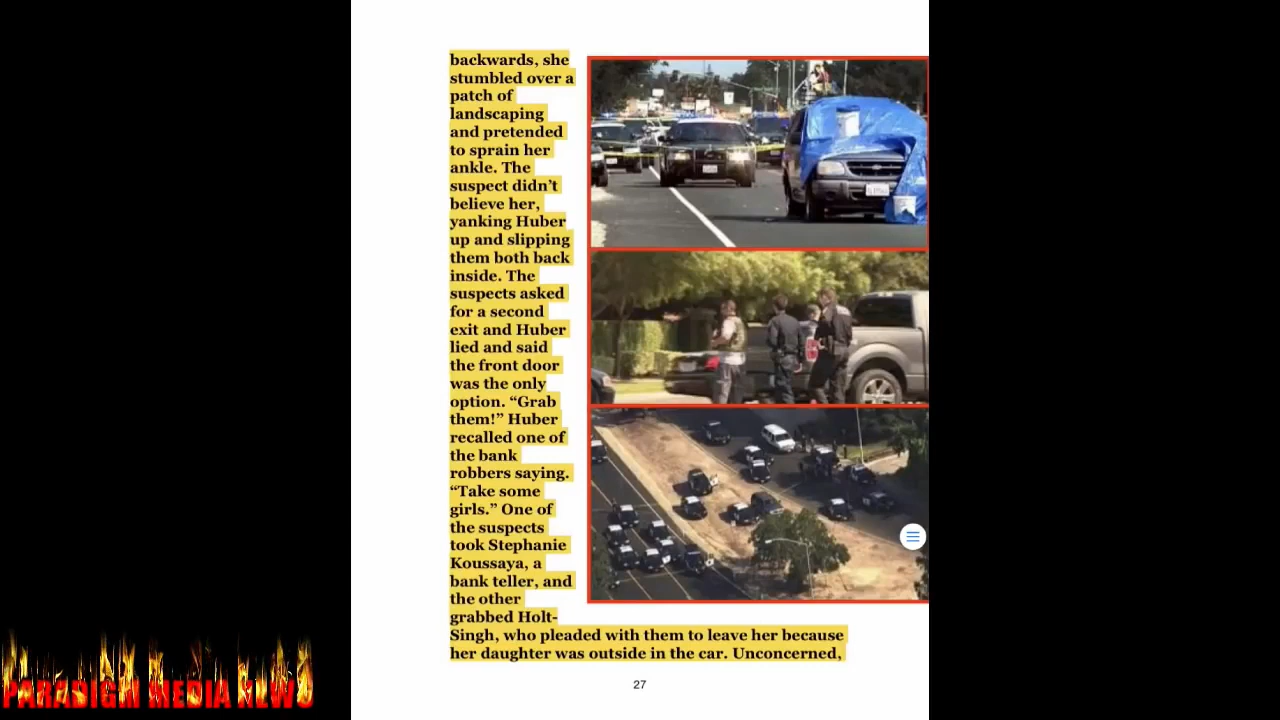 backwards, she
stumbled over a
patch of
landscaping
and pretended
to sprain her
ankle. The
suspect didn’t
believe her,
yanking Huber
up and slipping
them both back
inside. The
suspects asked
for a second
exit and Huber
lied and said
the front door
was the only
option. “Grab
them!” Huber
recalled one of
the bank
robbers saying.
“Take some
girls.” One of
the suspects
took Stephanie
Koussaya, a
bank teller, and
the other
grabbed Holt-
Singh, who pleaded with them to leave her because
her daughter was outside in the car. Unconcerned,
27
PARADIGM MEDIA NEWS